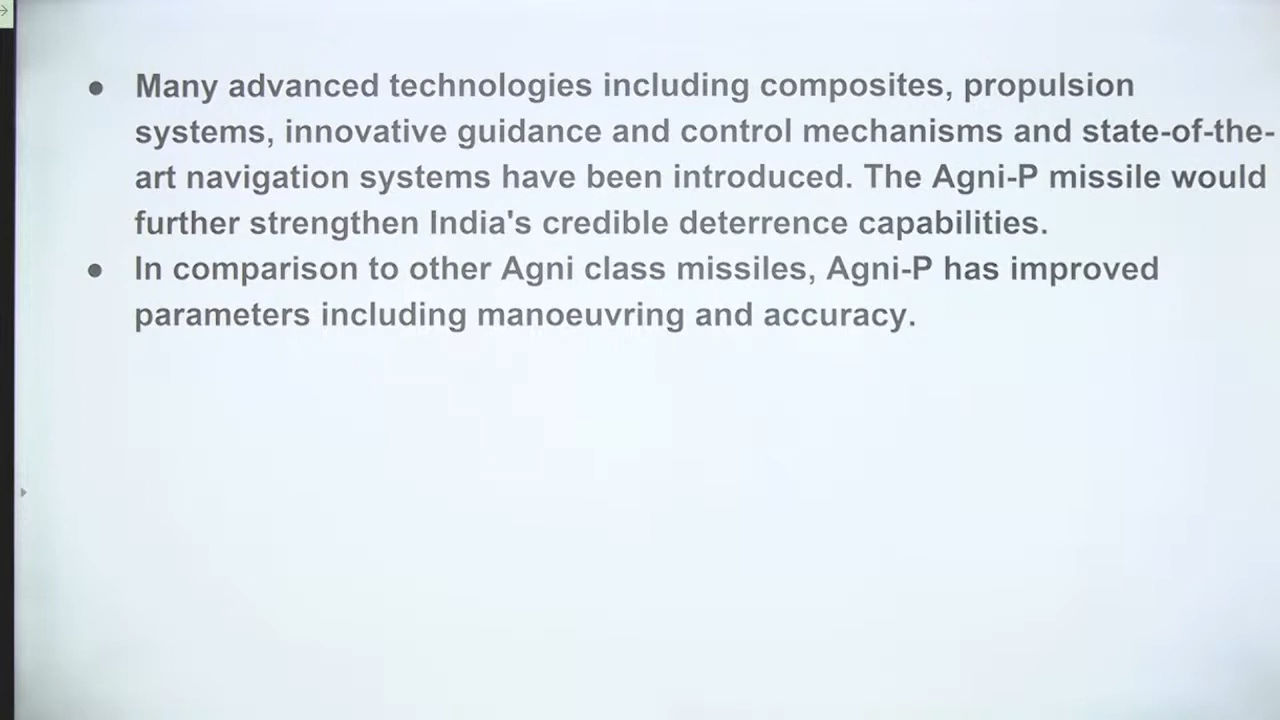 ● Many advanced technologies including composites, propulsion
systems, innovative guidance and control mechanisms and state-of-the-
art navigation systems have been introduced. The Agni-P missile would
further strengthen India's credible deterrence capabilities.
● In comparison to other Agni class missiles, Agni-P has improved
parameters including manoeuvring and accuracy.